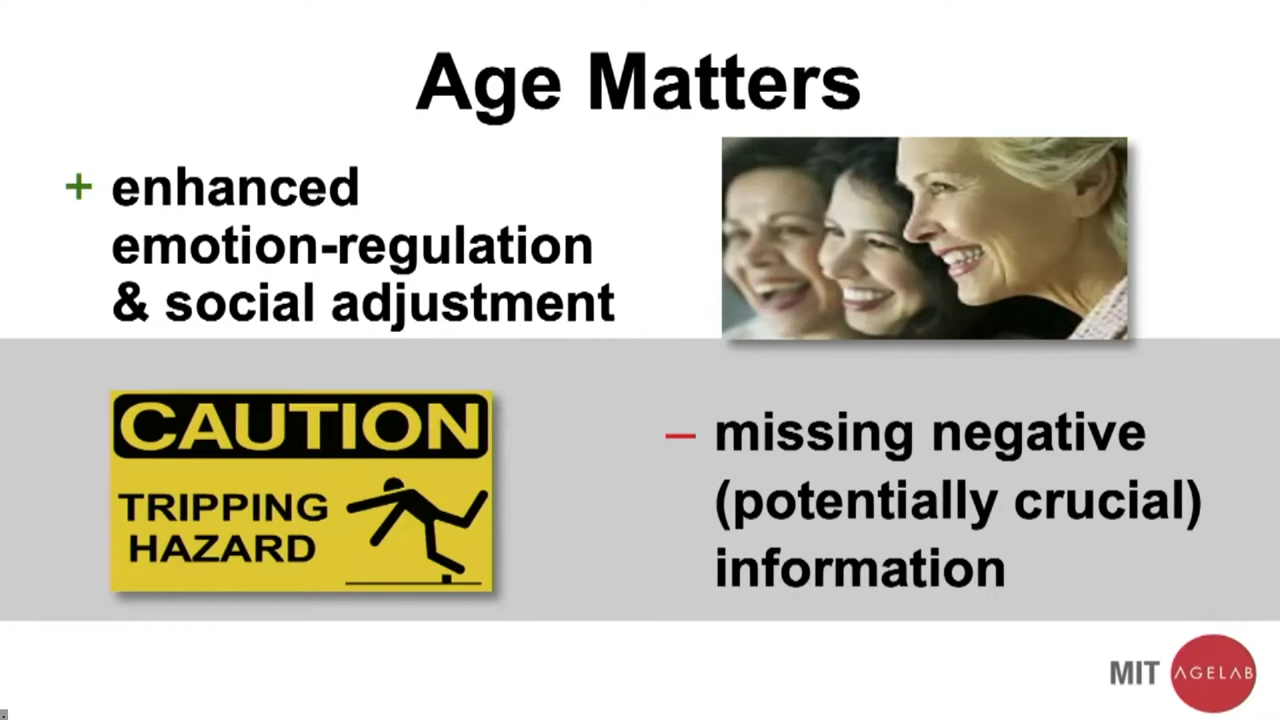 Age Matters
+ enhanced
emotion-regulation
& social adjustment
CAUTION
TRIPPING
HAZARD
– missing negative
(potentially crucial)
information
MIT AGELAB